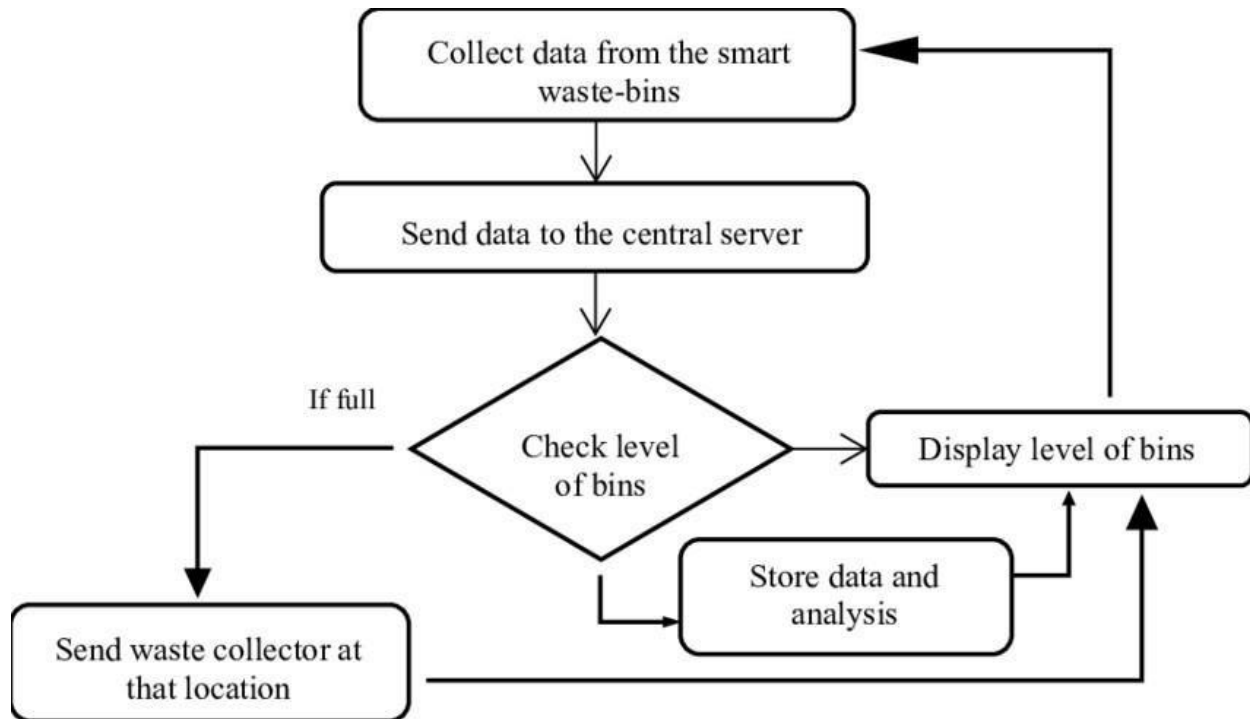 Collect data from the smart
waste-bins
Send data to the central server
If full
Check level
of bins
Display level of bins
Store data and
analysis
Send waste collector at
that location